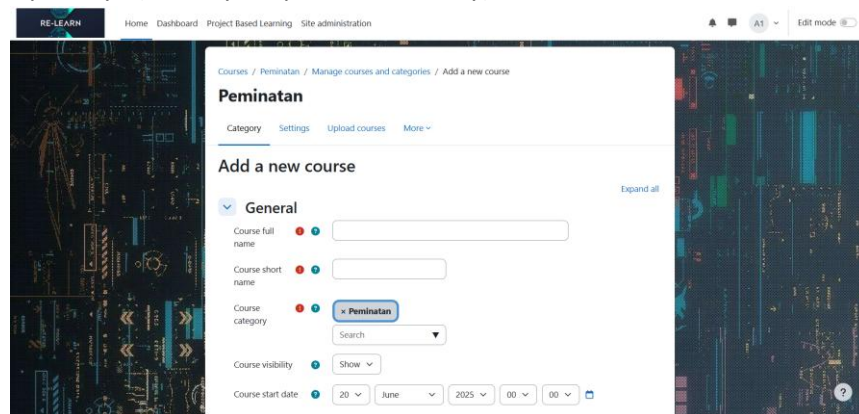 RE-LEARN Home Dashboard Project Based Learning Site administration A1 Edit mode
Courses / Peminatan / Manage courses and categories / Add a new course
Peminatan
Category Settings Upload courses More
Add a new course
Expand all
General
Course full name
Course short name
Course category × Peminatan
Search
Course visibility Show
Course start date 20 June 2025 00 00